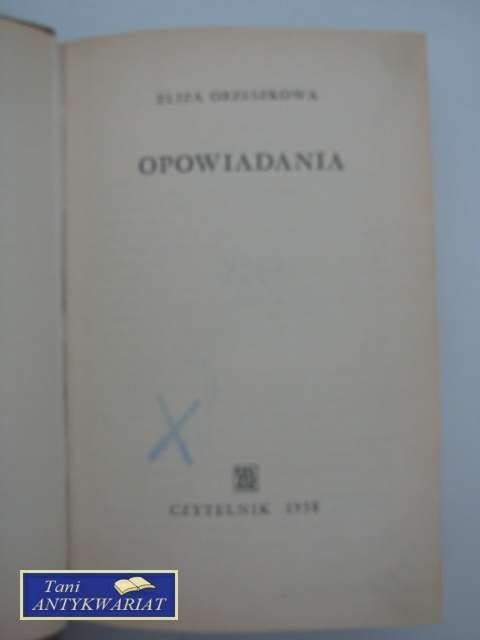 ELIZA ORZESZKOWA
OPOWIADANIA
X
CZYTELNIK 1958
Tani
ANTYKWARIAT